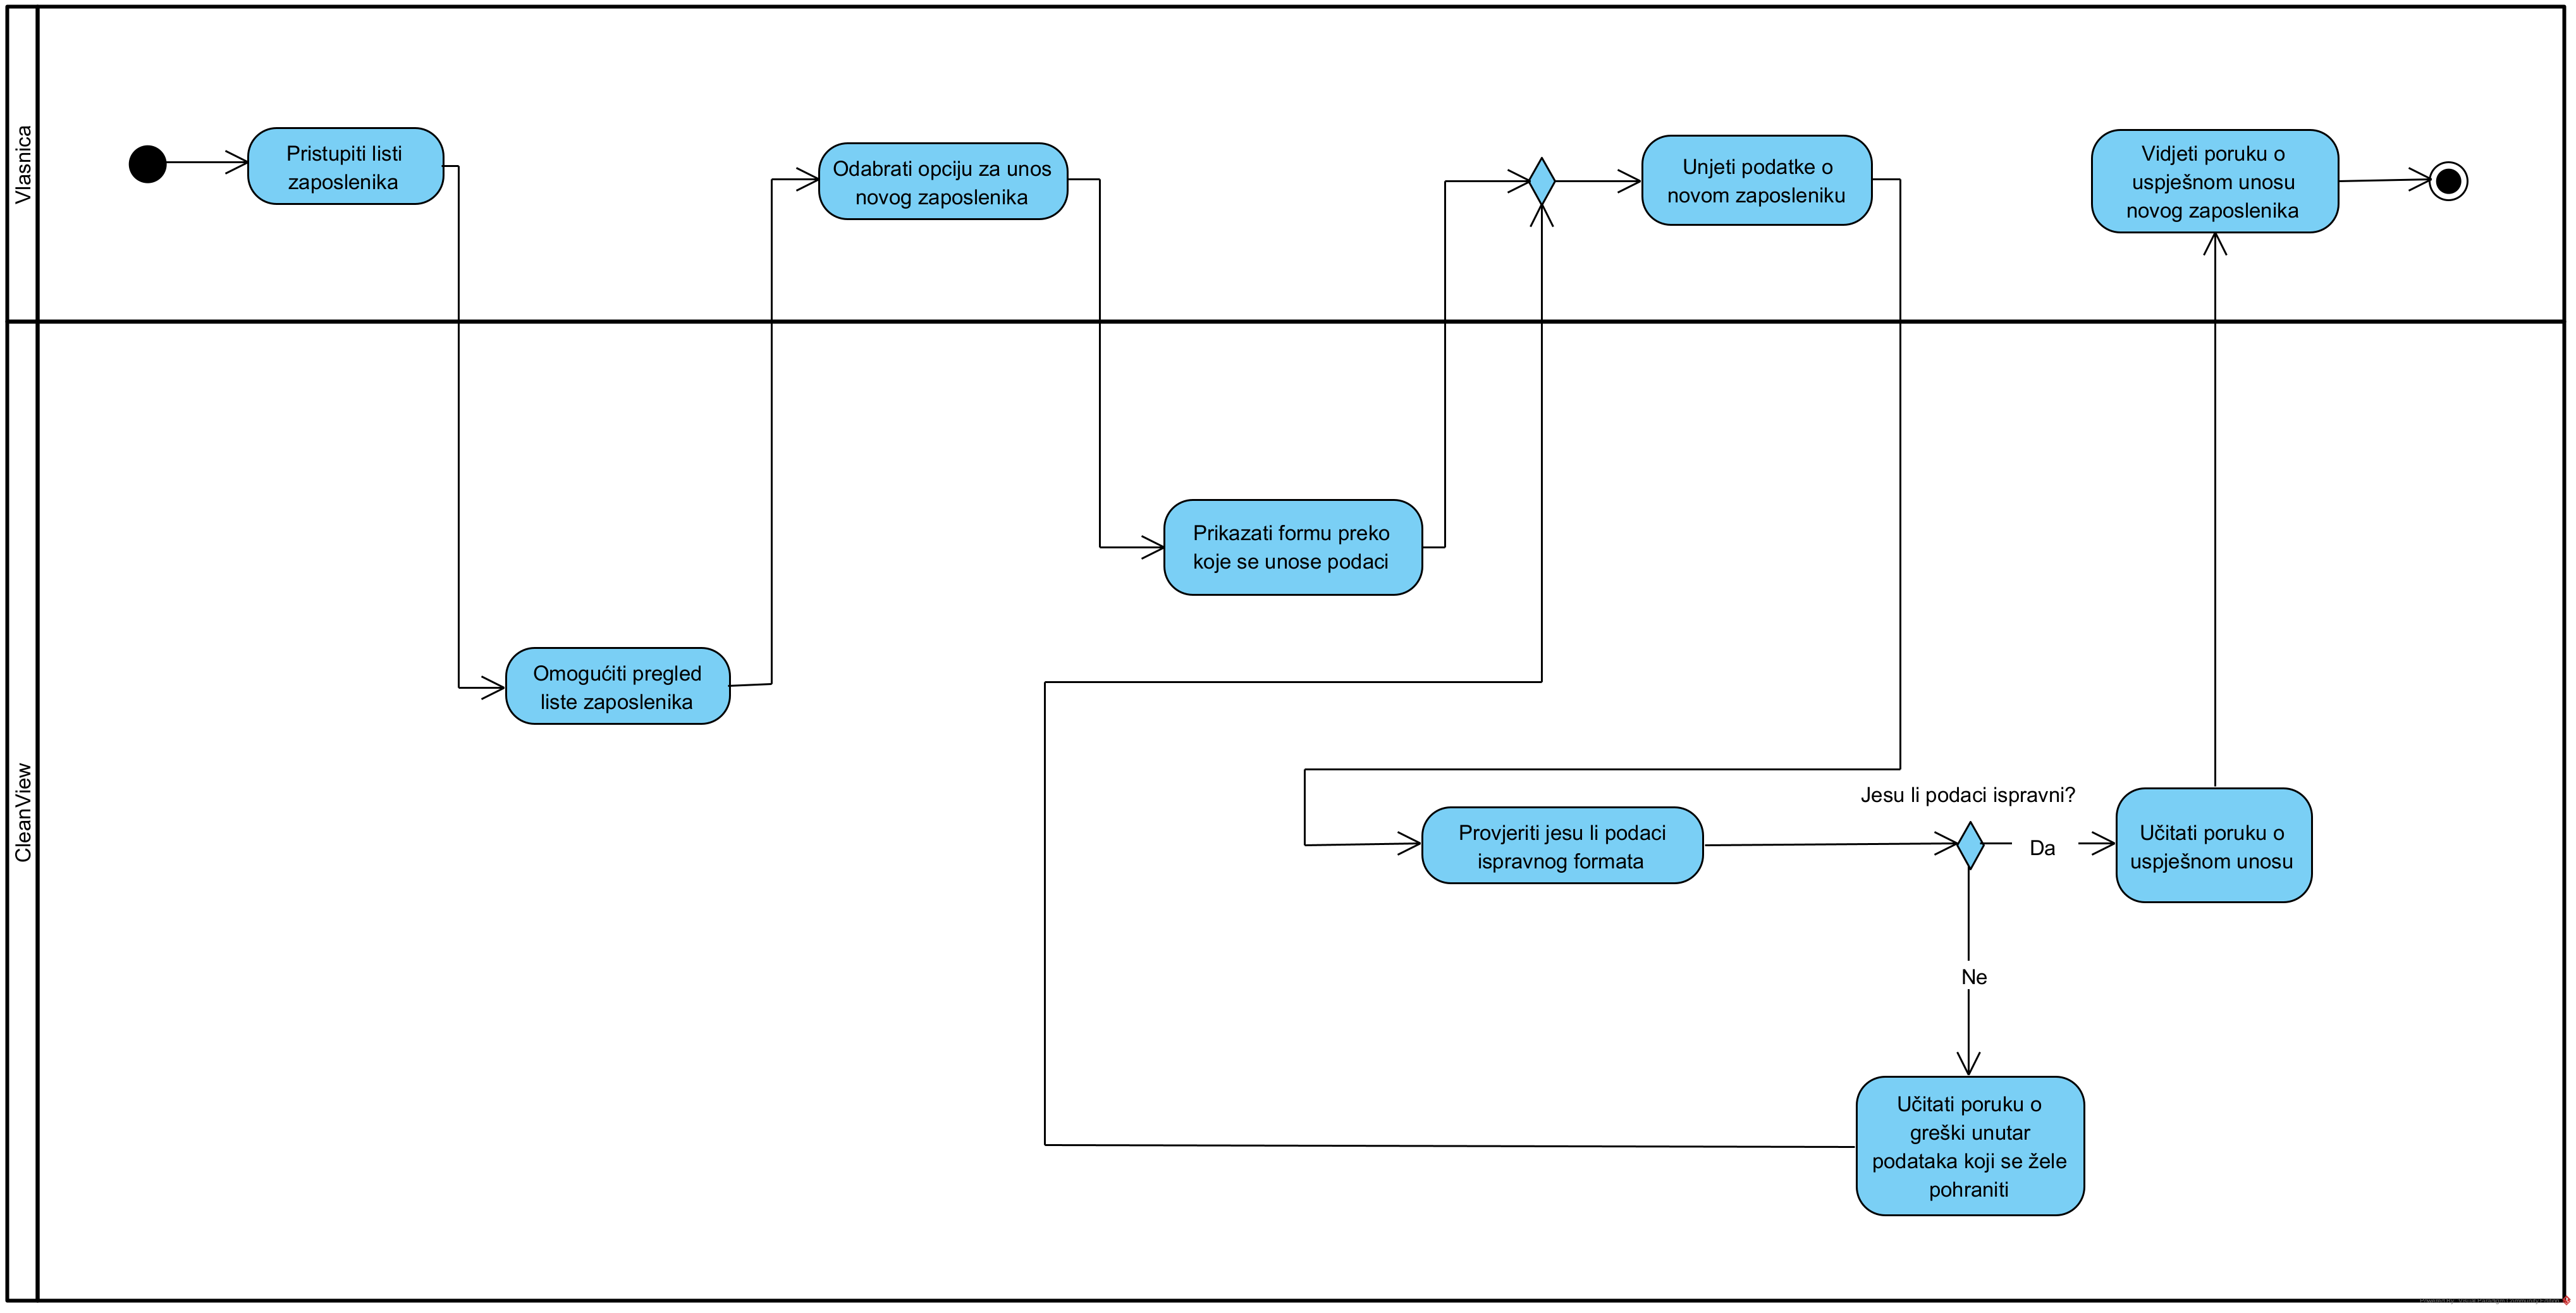 Vlasnica
Pristupiti listi
zaposlenika
Odabrati opciju za unos
novog zaposlenika
Unjeti podatke o
novom zaposleniku
Vidjeti poruku o
uspješnom unosu
novog zaposlenika
CleanView
Prikazati formu preko
koje se unose podaci
Omogućiti pregled
liste zaposlenika
Provjeriti jesu li podaci
ispravnog formata
Jesu li podaci ispravni?
Da
Učitati poruku o
uspješnom unosu
Ne
Učitati poruku o
greški unutar
podataka koji se žele
pohraniti